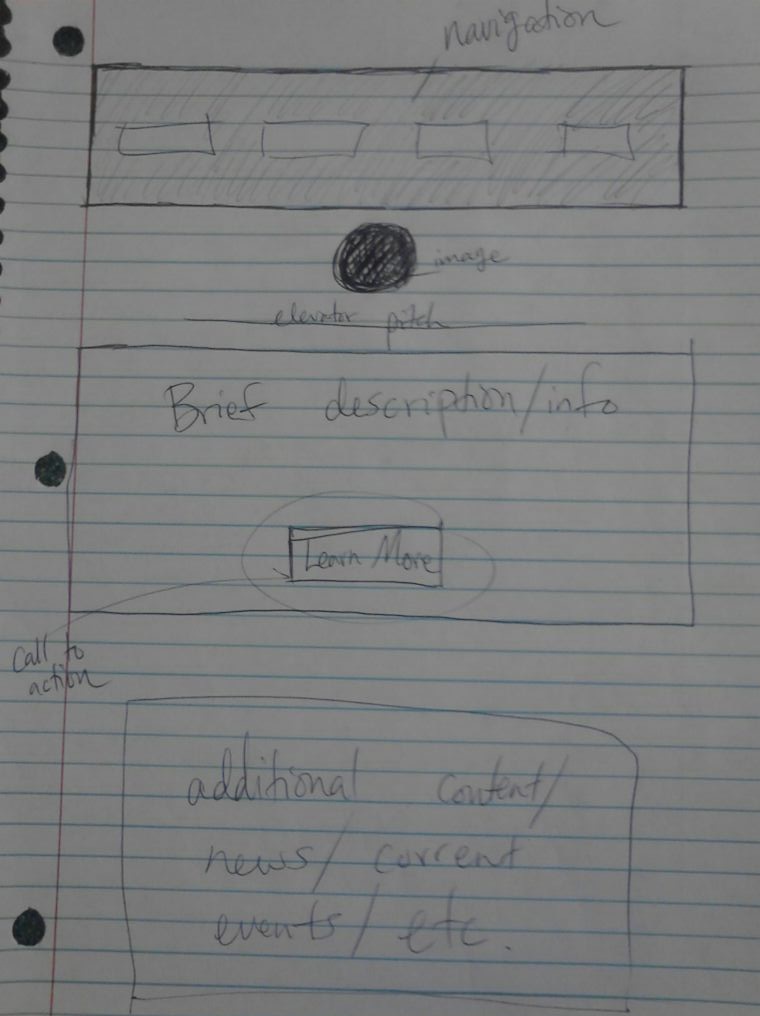 navigation
image
elevator pitch
Brief description/info
Learn More
Call to
action
additional content/
news/ current
events/ etc.